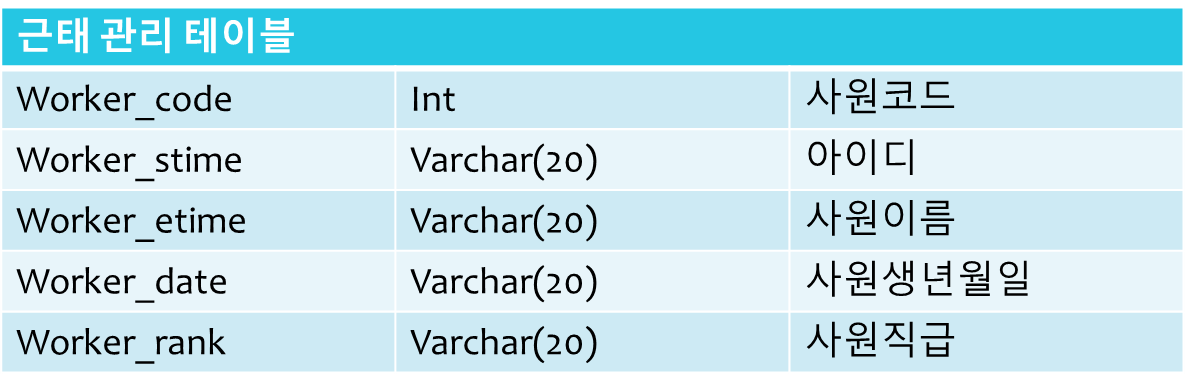 근태 관리 테이블
Worker_code Int 사원코드
Worker_stime Varchar(20) 아이디
Worker_etime Varchar(20) 사원이름
Worker_date Varchar(20) 사원생년월일
Worker_rank Varchar(20) 사원직급